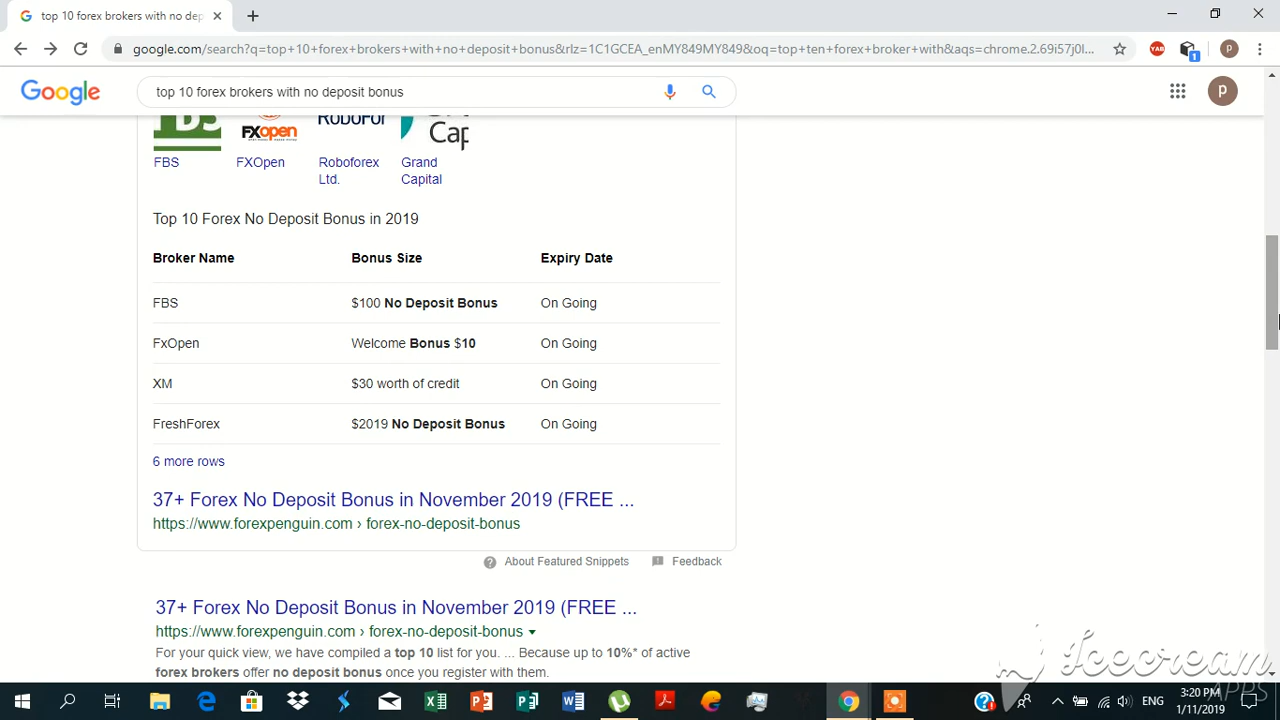 top 10 forex brokers with no dep
google.com/search?q=top+10+forex+brokers+with+no+deposit+bonus&rlz=1C1GCEA_enMY849MY849&oq=top+ten+forex+broker+with&aqs=chrome.2.69i57j0l...
YAB
1
p
Google
top 10 forex brokers with no deposit bonus
P
FBS
FXOpen
ROBOFOR
Cap
FBS
FXOpen
Roboforex Ltd.
Grand Capital
Top 10 Forex No Deposit Bonus in 2019
Broker Name Bonus Size Expiry Date
FBS $100 No Deposit Bonus On Going
FxOpen Welcome Bonus $10 On Going
XM $30 worth of credit On Going
FreshForex $2019 No Deposit Bonus On Going
6 more rows
37+ Forex No Deposit Bonus in November 2019 (FREE ...
https://www.forexpenguin.com › forex-no-deposit-bonus
About Featured Snippets Feedback
37+ Forex No Deposit Bonus in November 2019 (FREE ...
https://www.forexpenguin.com › forex-no-deposit-bonus
For your quick view, we have compiled a top 10 list for you. ... Because up to 10%* of active
forex brokers offer no deposit bonus once you register with them.
Icecream
APPS
ENG
3:20 PM
1/11/2019